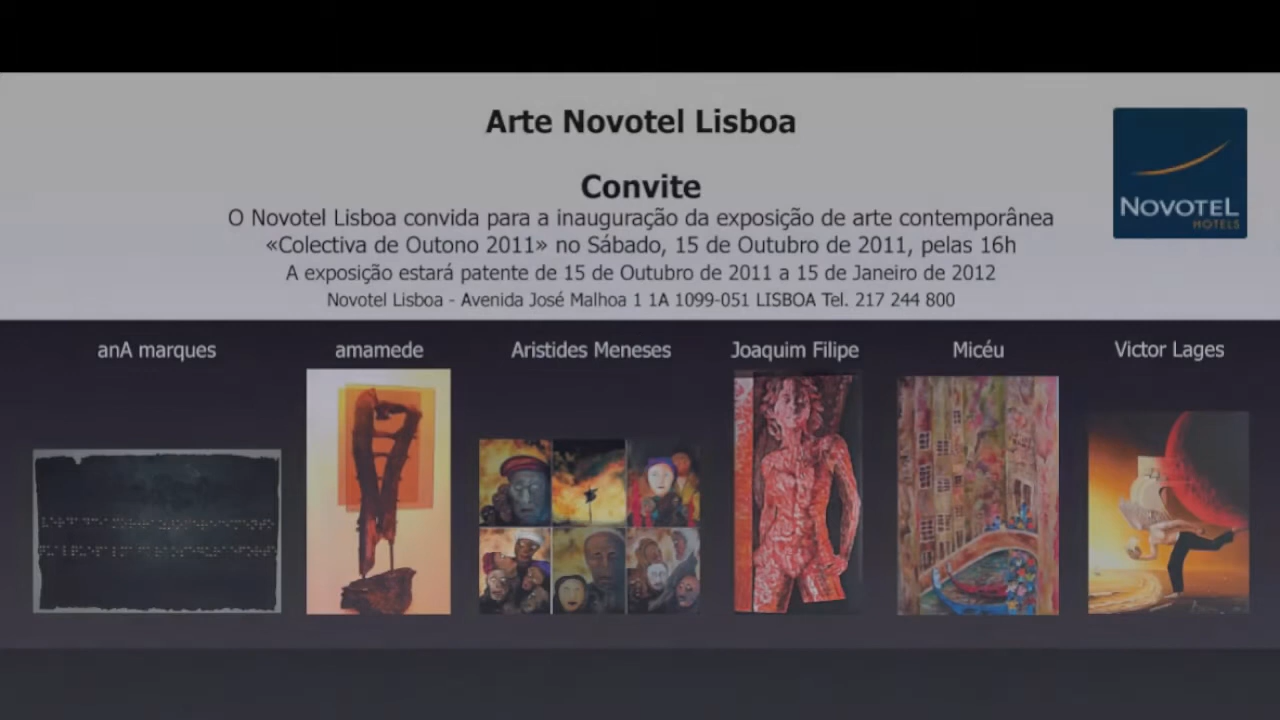 Arte Novotel Lisboa
Convite
O Novotel Lisboa convida para a inauguração da exposição de arte contemporânea
«Colectiva de Outono 2011» no Sábado, 15 de Outubro de 2011, pelas 16h
A exposição estará patente de 15 de Outubro de 2011 a 15 de Janeiro de 2012
Novotel Lisboa - Avenida José Malhoa 1 1A 1099-051 LISBOA Tel. 217 244 800
NOVOTEL
HOTELS
anA marques
amamede
Aristides Meneses
Joaquim Filipe
Micéu
Victor Lages